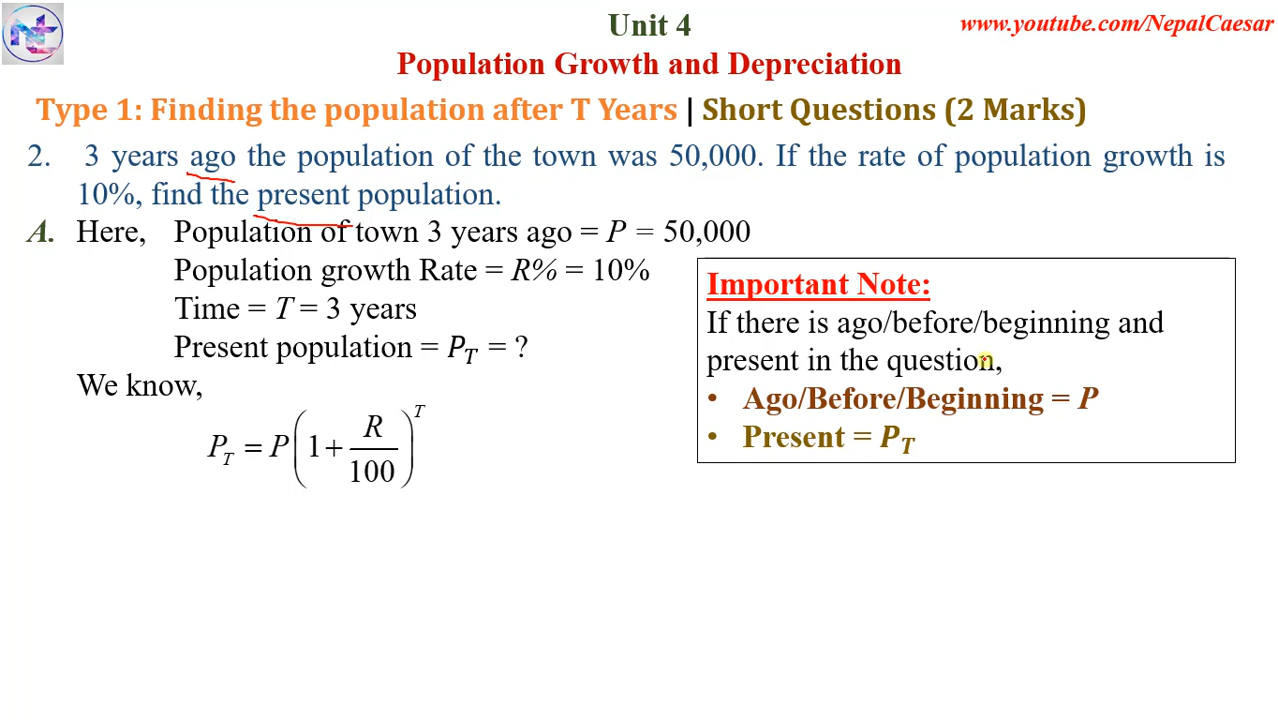 Unit 4
www.youtube.com/NepalCaesar
Population Growth and Depreciation
Type 1: Finding the population after T Years | Short Questions (2 Marks)
2. 3 years ago the population of the town was 50,000. If the rate of population growth is
10%, find the present population.
A. Here, Population of town 3 years ago = P = 50,000
Population growth Rate = R% = 10%
Time = T = 3 years
Present population = P_T = ?
We know,
P_T = P(1 + R/100)^T
Important Note:
If there is ago/before/beginning and
present in the question,
• Ago/Before/Beginning = P
• Present = P_T